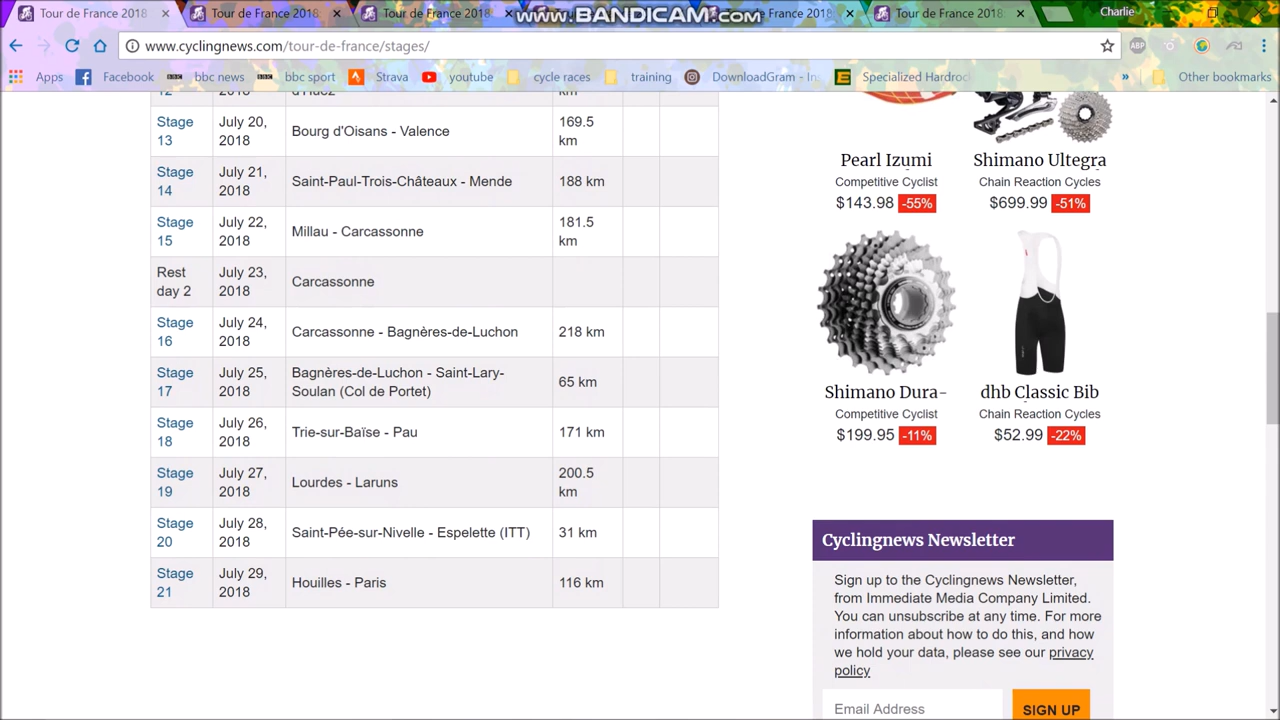 Tour de France 2018
Tour de France 2018
Tour de France 2018
www.BANDICAM.com
de France 2018
Tour de France 2018
Charlie
www.cyclingnews.com/tour-de-france/stages/
ABP
Apps Facebook bbc news bbc sport Strava youtube cycle races training DownloadGram - In Specialized Hardroc » Other bookmarks
12 2018 d'Huez km
Stage 13 July 20, 2018 Bourg d'Oisans - Valence 169.5 km
Stage 14 July 21, 2018 Saint-Paul-Trois-Châteaux - Mende 188 km
Stage 15 July 22, 2018 Millau - Carcassonne 181.5 km
Rest day 2 July 23, 2018 Carcassonne
Stage 16 July 24, 2018 Carcassonne - Bagnères-de-Luchon 218 km
Stage 17 July 25, 2018 Bagnères-de-Luchon - Saint-Lary-Soulan (Col de Portet) 65 km
Stage 18 July 26, 2018 Trie-sur-Baïse - Pau 171 km
Stage 19 July 27, 2018 Lourdes - Laruns 200.5 km
Stage 20 July 28, 2018 Saint-Pée-sur-Nivelle - Espelette (ITT) 31 km
Stage 21 July 29, 2018 Houilles - Paris 116 km
Pearl Izumi
Competitive Cyclist
$143.98 -55%
Shimano Ultegra
Chain Reaction Cycles
$699.99 -51%
Shimano Dura-
Competitive Cyclist
$199.95 -11%
dhb Classic Bib
Chain Reaction Cycles
$52.99 -22%
Cyclingnews Newsletter
Sign up to the Cyclingnews Newsletter,
from Immediate Media Company Limited.
You can unsubscribe at any time. For more
information about how to do this, and how
we hold your data, please see our privacy
policy
Email Address
SIGN UP